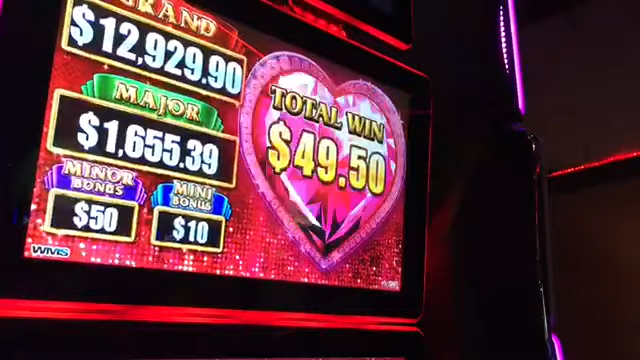 GRAND
$12,929.90
MAJOR
$1,655.39
MINOR
BONUS
$50
MINI
BONUS
$10
TOTAL WIN
$49.50
WMS